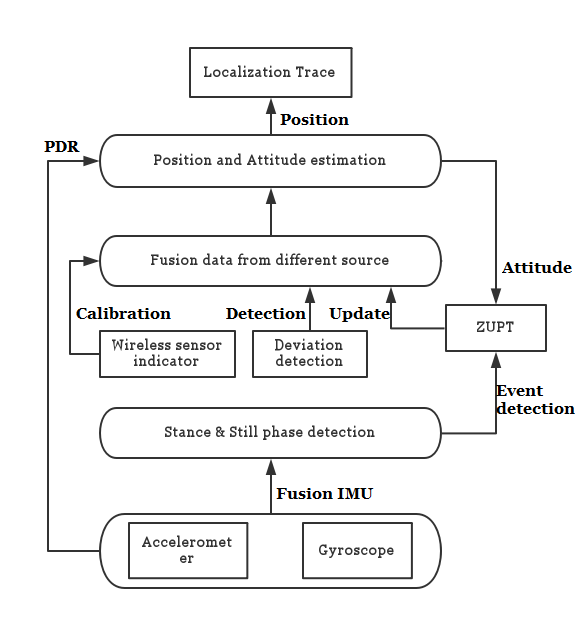 Localization Trace
Position
PDR
Position and Attitude estimation
Fusion data from different source
Attitude
Calibration
Detection
Update
ZUPT
Wireless sensor
indicator
Deviation
detection
Event
detection
Stance & Still phase detection
Fusion IMU
Acceleromet
er
Gyroscope